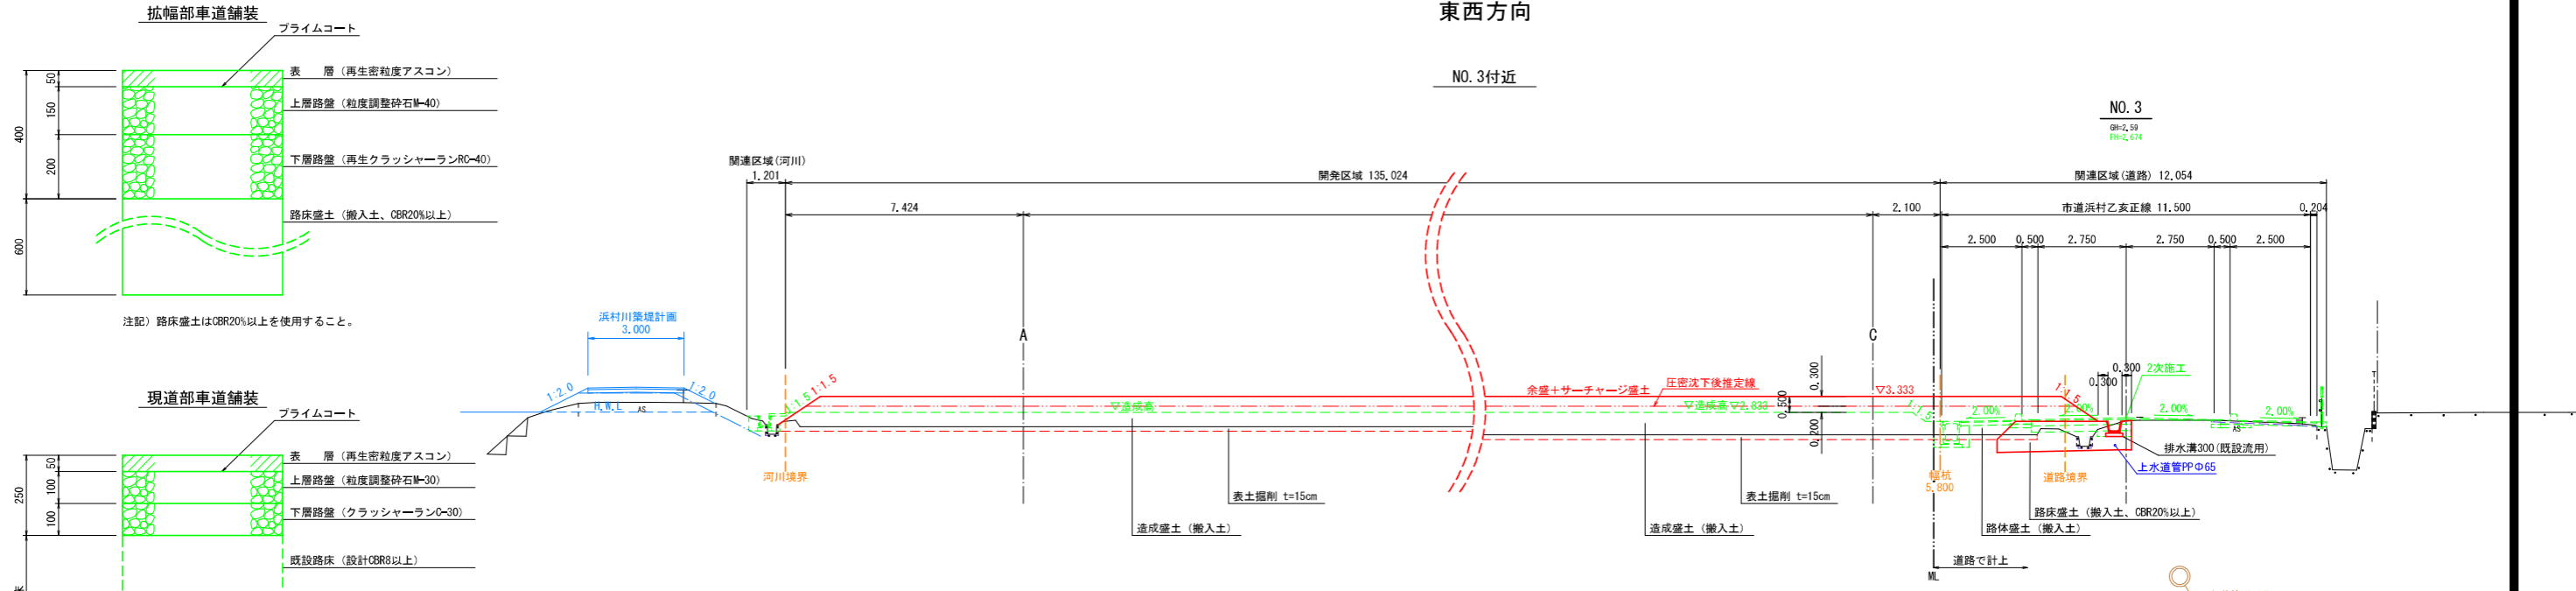 東西方向
NO.3付近
拡幅部車道舗装
プライムコート
表　層（再生密粒度アスコン）
上層路盤（粒度調整砕石M-40）
下層路盤（再生クラッシャーランRC-40）
路床盛土（搬入土、CBR20%以上）
50
150
200
400
600
注記）路床盛土はCBR20%以上を使用すること。
現道部車道舗装
プライムコート
表　層（再生密粒度アスコン）
上層路盤（粒度調整砕石M-30）
下層路盤（クラッシャーランC-30）
既設路床（設計CBR8以上）
50
100
100
250
NO.3
GH=2.59
FH=2.674
関連区域(河川)
1.201
開発区域 135.024
関連区域(道路) 12.054
7.424
2.100
市道浜村乙亥正線 11.500
0.204
2.500
0.500
2.750
2.750
0.500
2.500
浜村川築堤計画
3.000
1:2.0
1:2.0
H.W.L
AS
1:1.5
1:1.5
A
C
▽造成高
余盛+サーチャージ盛土
圧密沈下後推定線
▽造成高▽2.833
▽3.333
0.300
0.500
0.200
1:1.5
2.00%
1:1.5
2.00%
0.300
0.300
2次施工
2.00%
2.00%
AS
T
排水溝300(既設流用)
上水道管PPΦ65
河川境界
幅杭
5.800
道路境界
表土掘削 t=15cm
表土掘削 t=15cm
造成盛土（搬入土）
造成盛土（搬入土）
路床盛土（搬入土、CBR20%以上）
路体盛土（搬入土）
道路で計上
ML